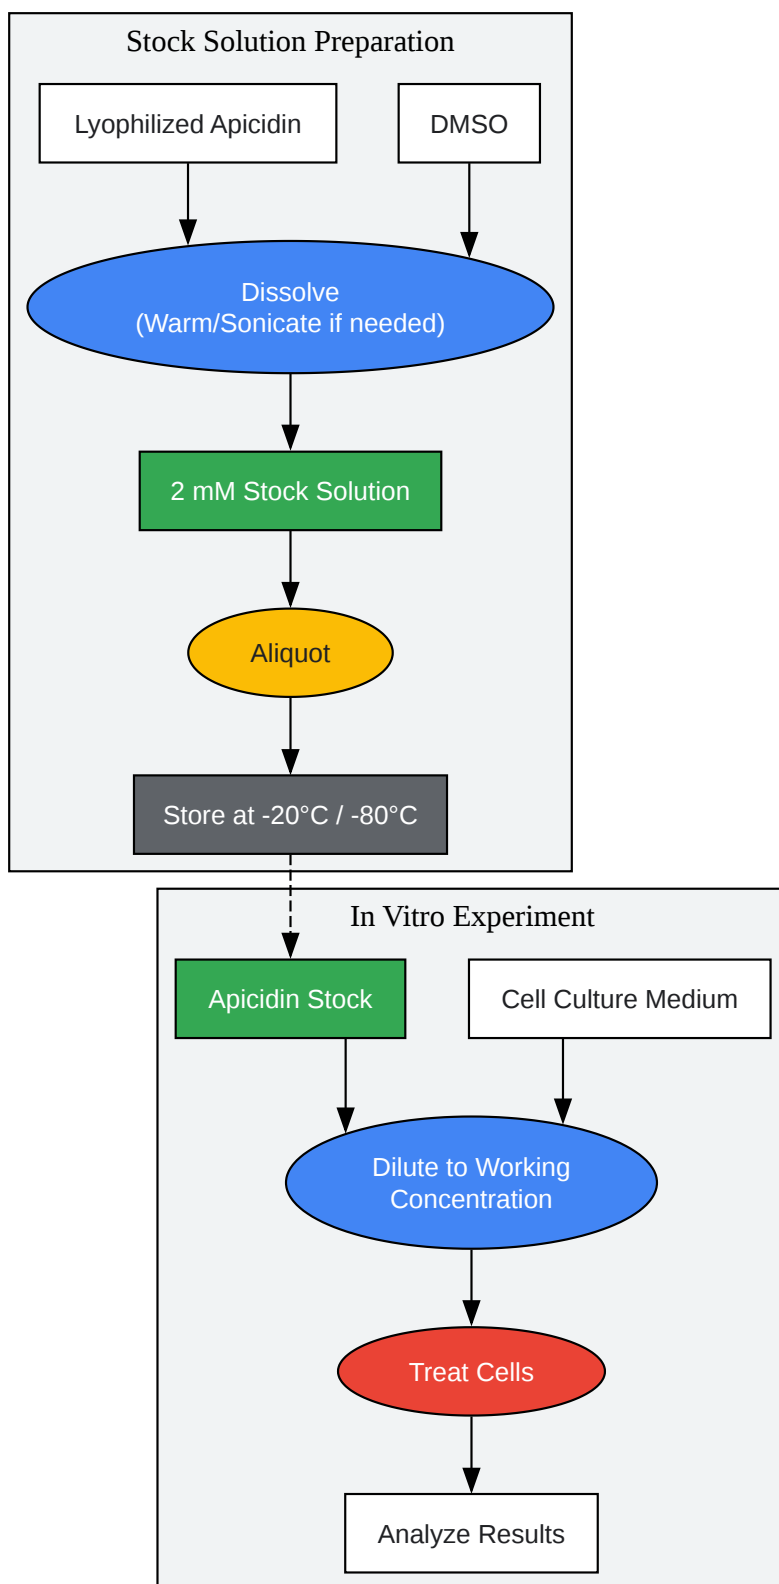 Stock Solution Preparation
Lyophilized Apicidin
DMSO
Dissolve
(Warm/Sonicate if needed)
2 mM Stock Solution
Aliquot
Store at -20°C / -80°C
In Vitro Experiment
Apicidin Stock
Cell Culture Medium
Dilute to Working
Concentration
Treat Cells
Analyze Results